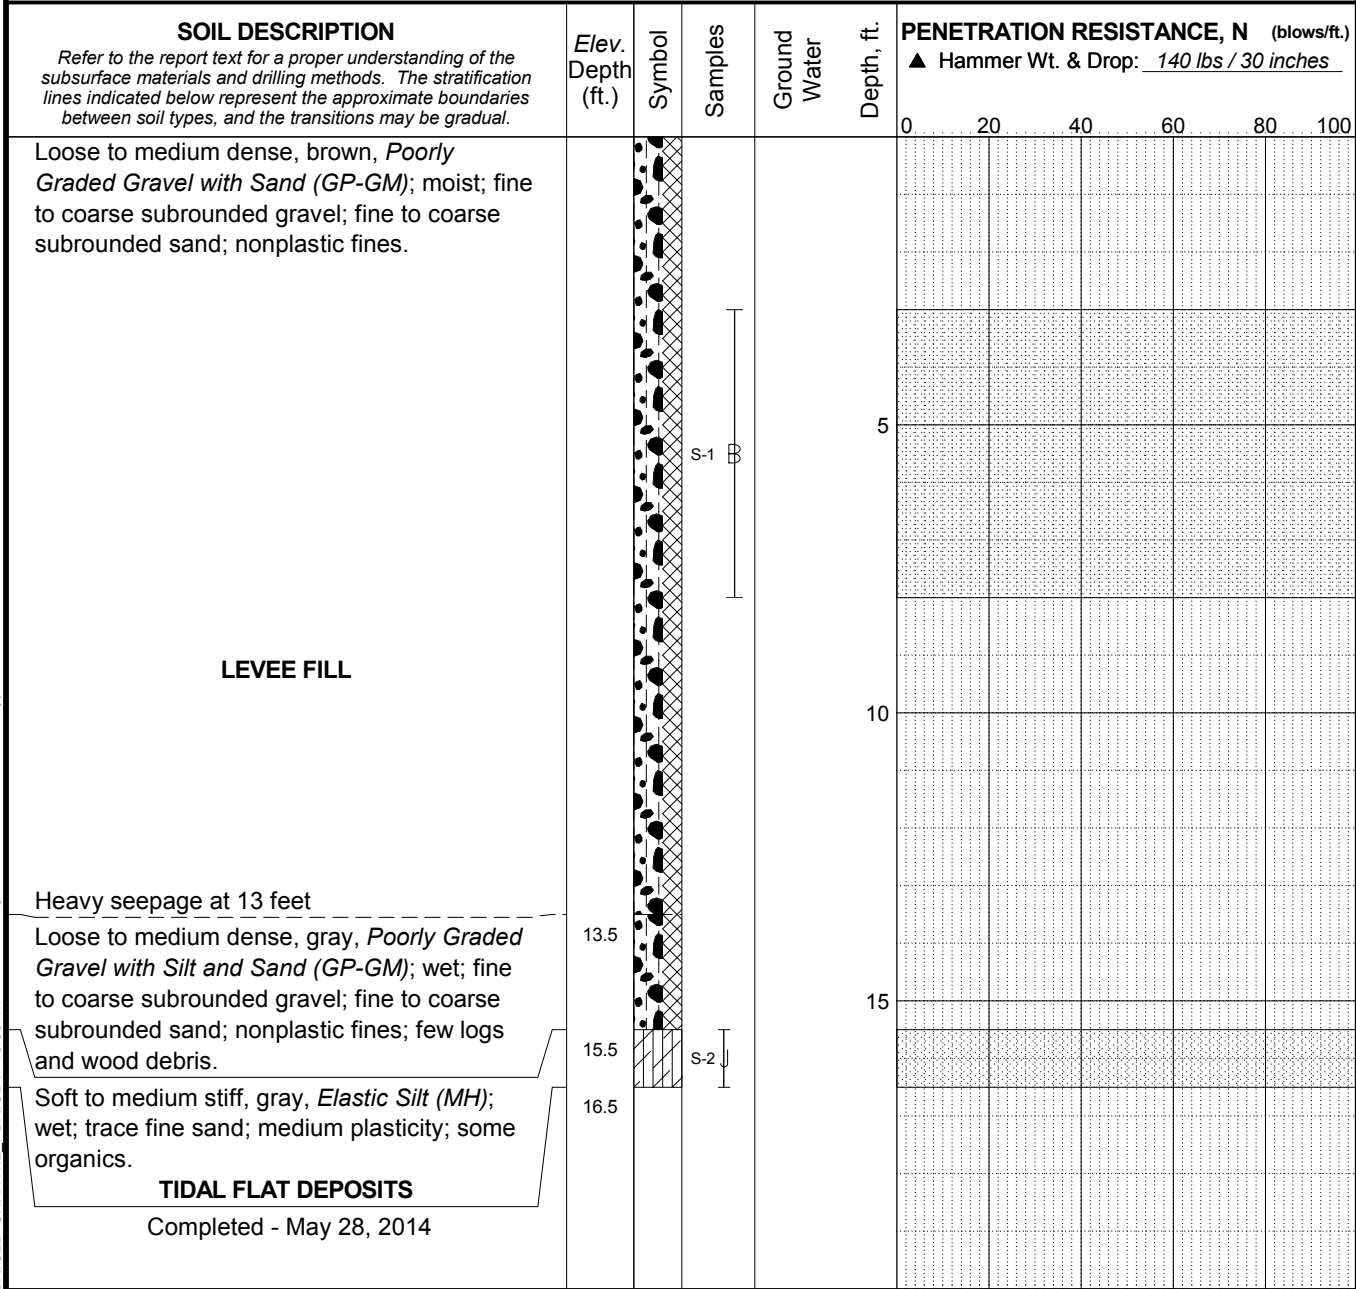 SOIL DESCRIPTION
Refer to the report text for a proper understanding of the
subsurface materials and drilling methods. The stratification
lines indicated below represent the approximate boundaries
between soil types, and the transitions may be gradual.
Elev.
Depth
(ft.)
Symbol
Samples
Ground
Water
Depth, ft.
PENETRATION RESISTANCE, N (blows/ft.)
▲ Hammer Wt. & Drop: 140 lbs / 30 inches
0 20 40 60 80 100
Loose to medium dense, brown, Poorly
Graded Gravel with Sand (GP-GM); moist; fine
to coarse subrounded gravel; fine to coarse
subrounded sand; nonplastic fines.
5
S-1 B
LEVEE FILL
10
Heavy seepage at 13 feet
13.5
Loose to medium dense, gray, Poorly Graded
Gravel with Silt and Sand (GP-GM); wet; fine
to coarse subrounded gravel; fine to coarse
subrounded sand; nonplastic fines; few logs
and wood debris.
15
15.5
S-2 J
16.5
Soft to medium stiff, gray, Elastic Silt (MH);
wet; trace fine sand; medium plasticity; some
organics.
TIDAL FLAT DEPOSITS
Completed - May 28, 2014